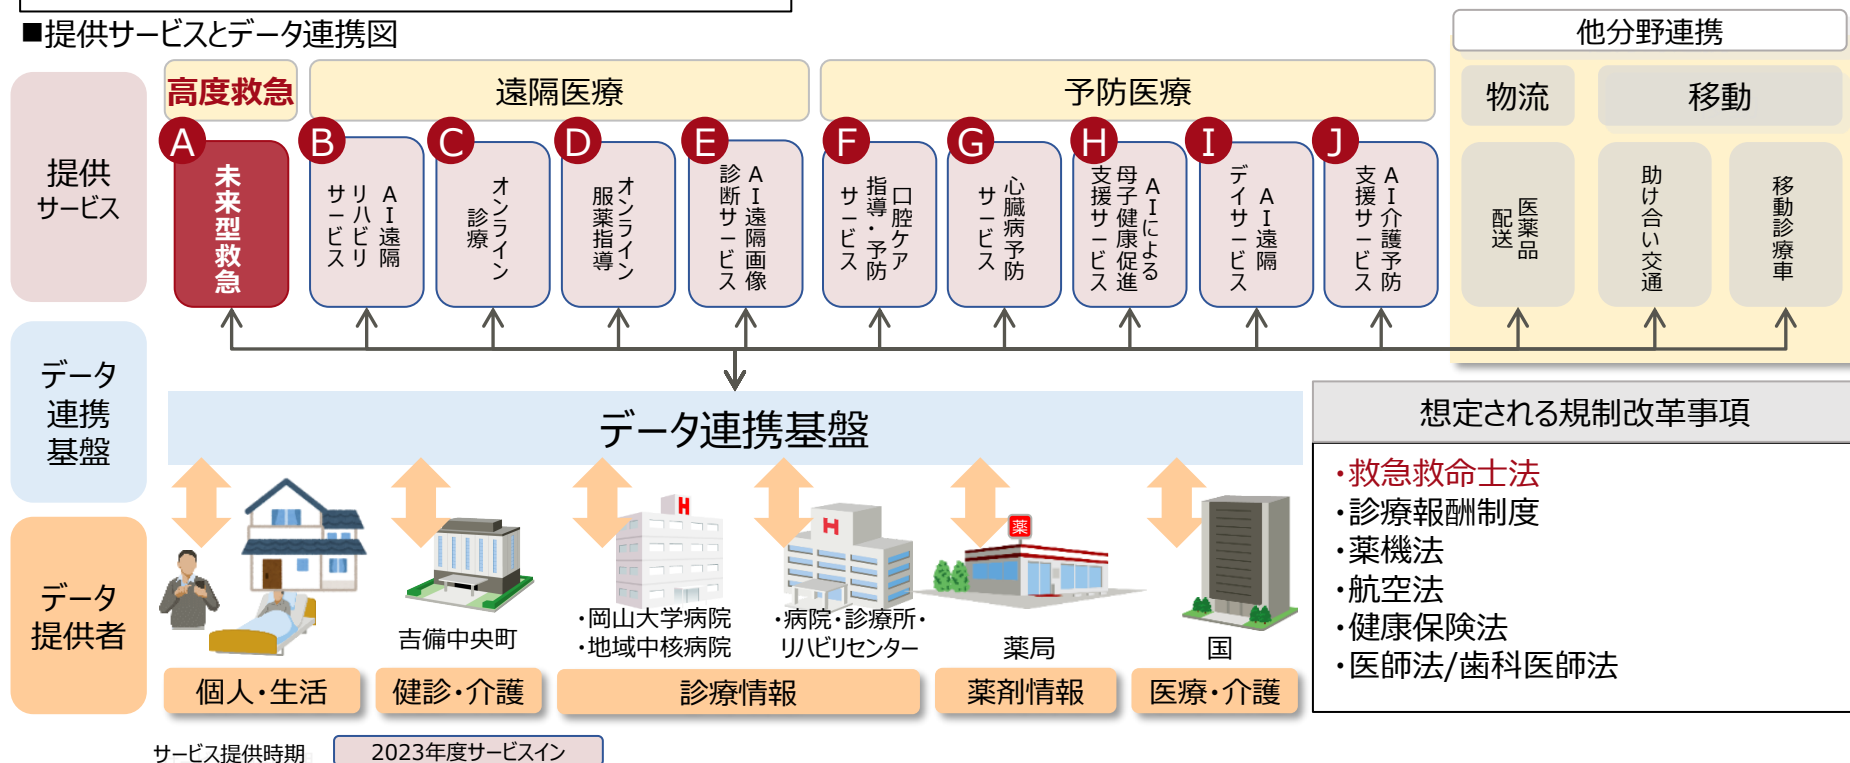 ■提供サービスとデータ連携図
他分野連携
高度救急
遠隔医療
予防医療
物流
移動
提供
サービス
A
未来型救急
B
AI遠隔
リハビリ
サービス
C
オンライン
診療
D
オンライン
服薬指導
E
AI遠隔画像
診断サービス
F
口腔ケア
指導・予防
サービス
G
心臓病予防
サービス
H
AIによる
母子健康促進
支援サービス
I
AI遠隔
デイサービス
J
AI介護予防
支援サービス
医薬品
配送
助け合い交通
移動診療車
データ
連携
基盤
データ連携基盤
想定される規制改革事項
・救急救命士法
・診療報酬制度
・薬機法
・航空法
・健康保険法
・医師法/歯科医師法
データ
提供者
H
H
薬
吉備中央町
・岡山大学病院
・地域中核病院
・病院・診療所・
リハビリセンター
薬局
国
個人・生活
健診・介護
診療情報
薬剤情報
医療・介護
サービス提供時期
2023年度サービスイン